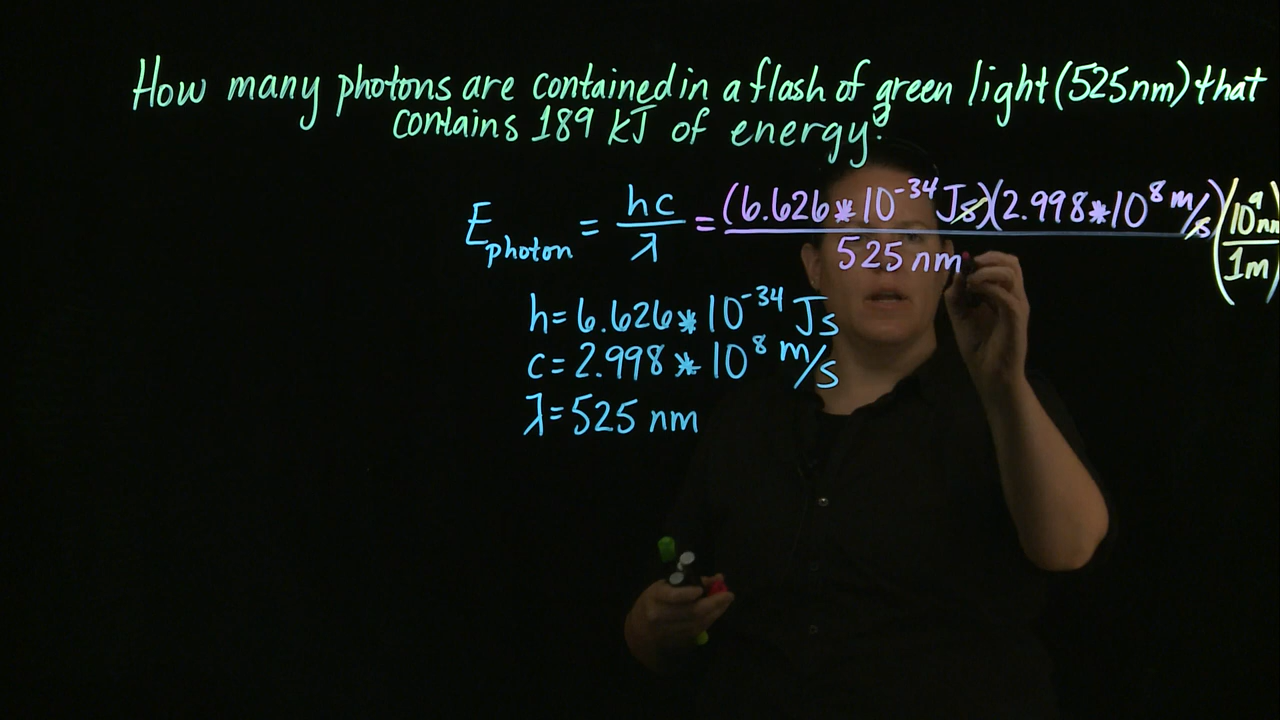 How many photons are contained in a flash of green light (525nm) that
contains 189 kJ of energy?
E photon = hc/λ = (6.626*10^-34 Js)(2.998*10^8 m/s)/525 nm (10^9 nm/1m)
h=6.626*10^-34 Js
c=2.998*10^8 m/s
λ=525 nm